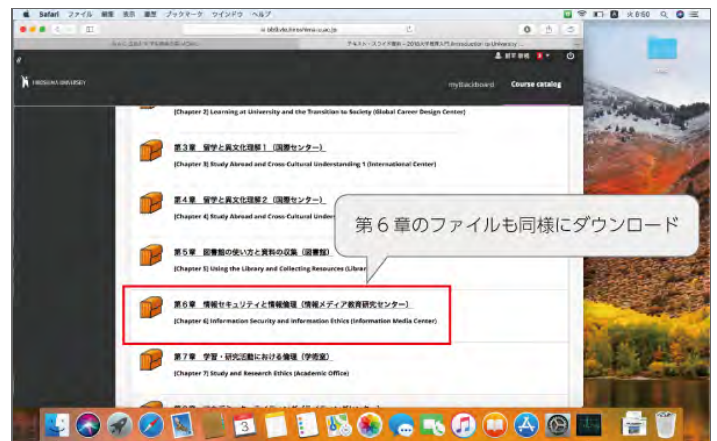 Safari ファイル 編集 表示 履歴 ブックマーク ウインドウ ヘルプ
HIROSHIMA UNIVERSITY
myBlackboard Course catalog
(Chapter 2) Learning at University and the Transition to Society (Global Career Design Center)
第3章 留学と異文化理解1（国際センター）
(Chapter 3) Study Abroad and Cross-Cultural Understanding 1 (International Center)
第4章 留学と異文化理解2（国際センター）
(Chapter 4) Study Abroad and Cross-Cultural
第6章のファイルも同様にダウンロード
第5章 図書館の使い方と資料の収集（図書館）
(Chapter 5) Using the Library and Collecting Resources
第6章 情報セキュリティと情報倫理（情報メディア教育研究センター）
(Chapter 6) Information Security and Information Ethics (Information Media Center)
第7章 学習・研究活動における倫理（学術室）
(Chapter 7) Study and Research Ethics (Academic Office)
3